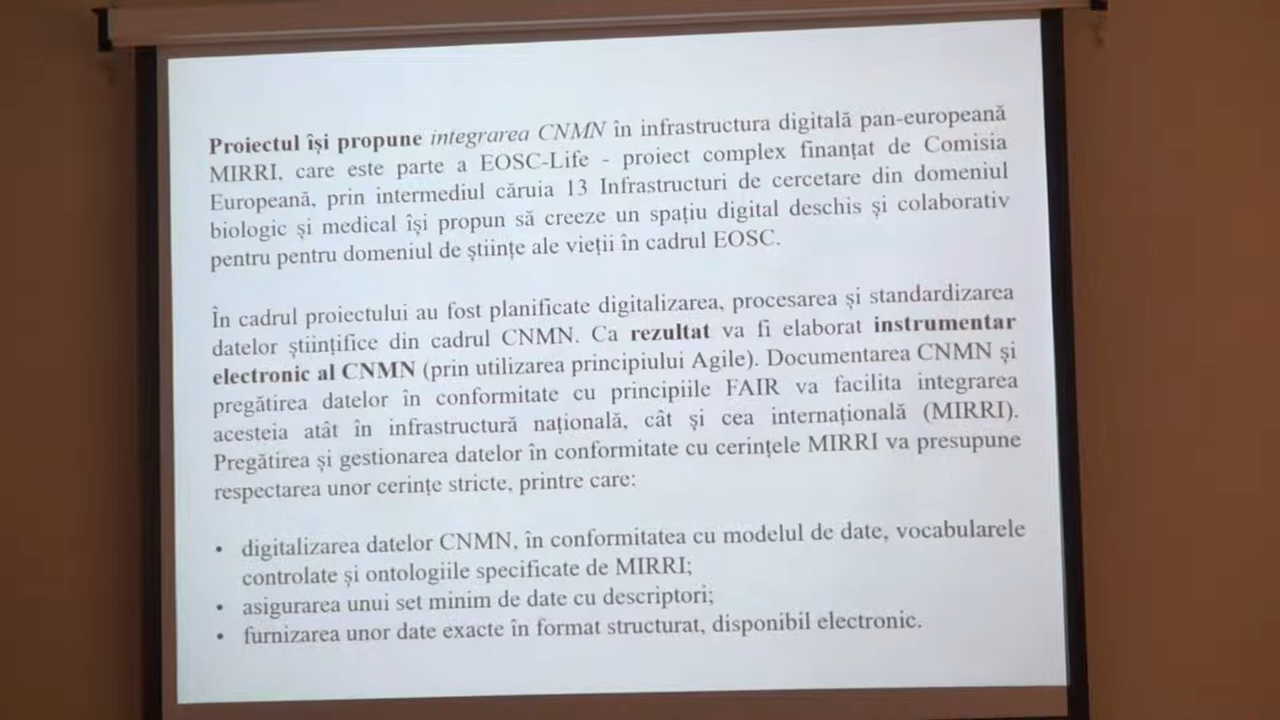 Proiectul își propune integrarea CNMN în infrastructura digitală pan-europeană
MIRRI, care este parte a EOSC-Life - proiect complex finanțat de Comisia
Europeană, prin intermediul căruia 13 Infrastructuri de cercetare din domeniul
biologic și medical își propun să creeze un spațiu digital deschis și colaborativ
pentru pentru domeniul de științe ale vieții în cadrul EOSC.
În cadrul proiectului au fost planificate digitalizarea, procesarea și standardizarea
datelor științifice din cadrul CNMN. Ca rezultat va fi elaborat instrumentar
electronic al CNMN (prin utilizarea principiului Agile). Documentarea CNMN și
pregătirea datelor în conformitate cu principiile FAIR va facilita integrarea
acesteia atât în infrastructură națională, cât și cea internațională (MIRRI).
Pregătirea și gestionarea datelor în conformitate cu cerințele MIRRI va presupune
respectarea unor cerințe stricte, printre care:
• digitalizarea datelor CNMN, în conformitatea cu modelul de date, vocabularele
controlate și ontologiile specificate de MIRRI;
• asigurarea unui set minim de date cu descriptori;
• furnizarea unor date exacte în format structurat, disponibil electronic.